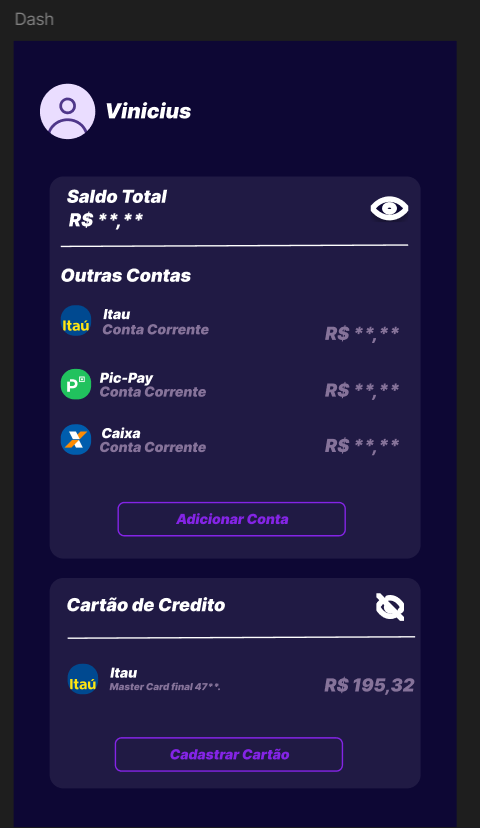 Dash
Vinicius
Saldo Total
R$ **,**
Outras Contas
Itaú
Itau
Conta Corrente
R$ **,**
Pic-Pay
Conta Corrente
R$ **,**
Caixa
Conta Corrente
R$ **,**
Adicionar Conta
Cartão de Credito
Itaú
Itau
Master Card final 47**.
R$ 195,32
Cadastrar Cartão